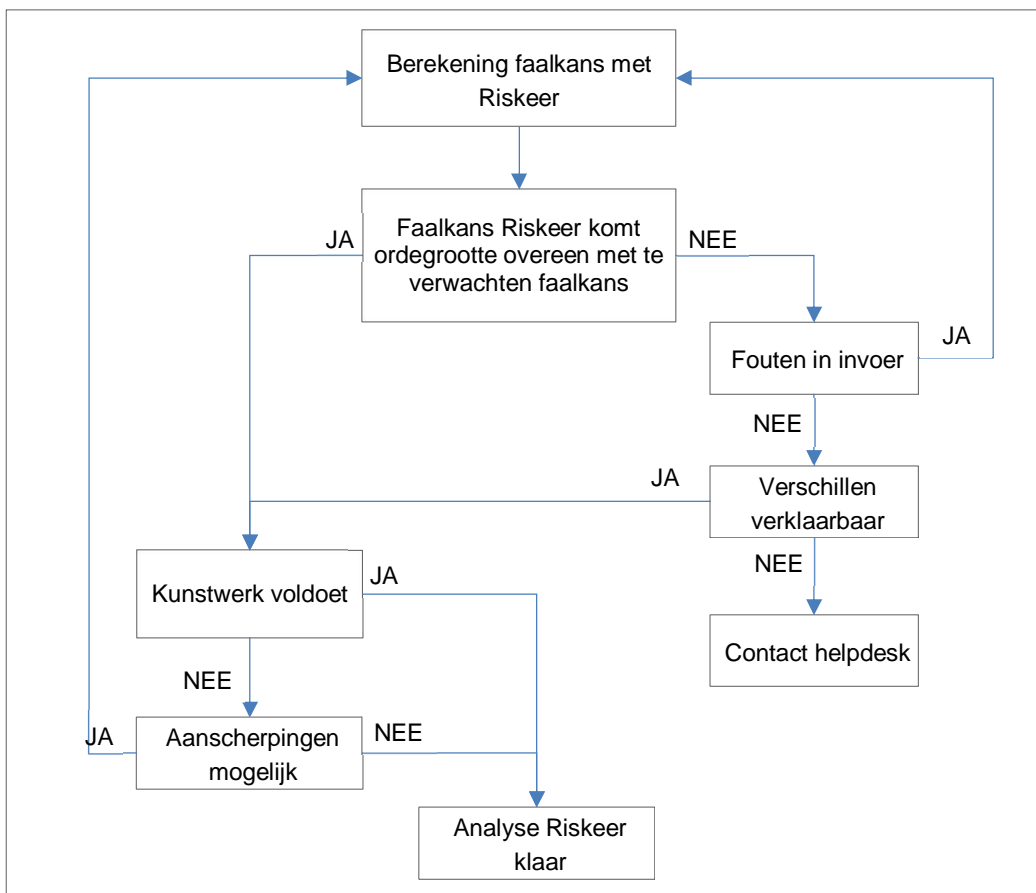 Berekening faalkans met
Riskeer
Faalkans Riskeer komt
ordegrootte overeen met te
verwachten faalkans
JA
NEE
Fouten in invoer
JA
NEE
Verschillen
verklaarbaar
JA
NEE
Contact helpdesk
Kunstwerk voldoet
JA
NEE
Aanscherpingen
mogelijk
JA
NEE
Analyse Riskeer
klaar